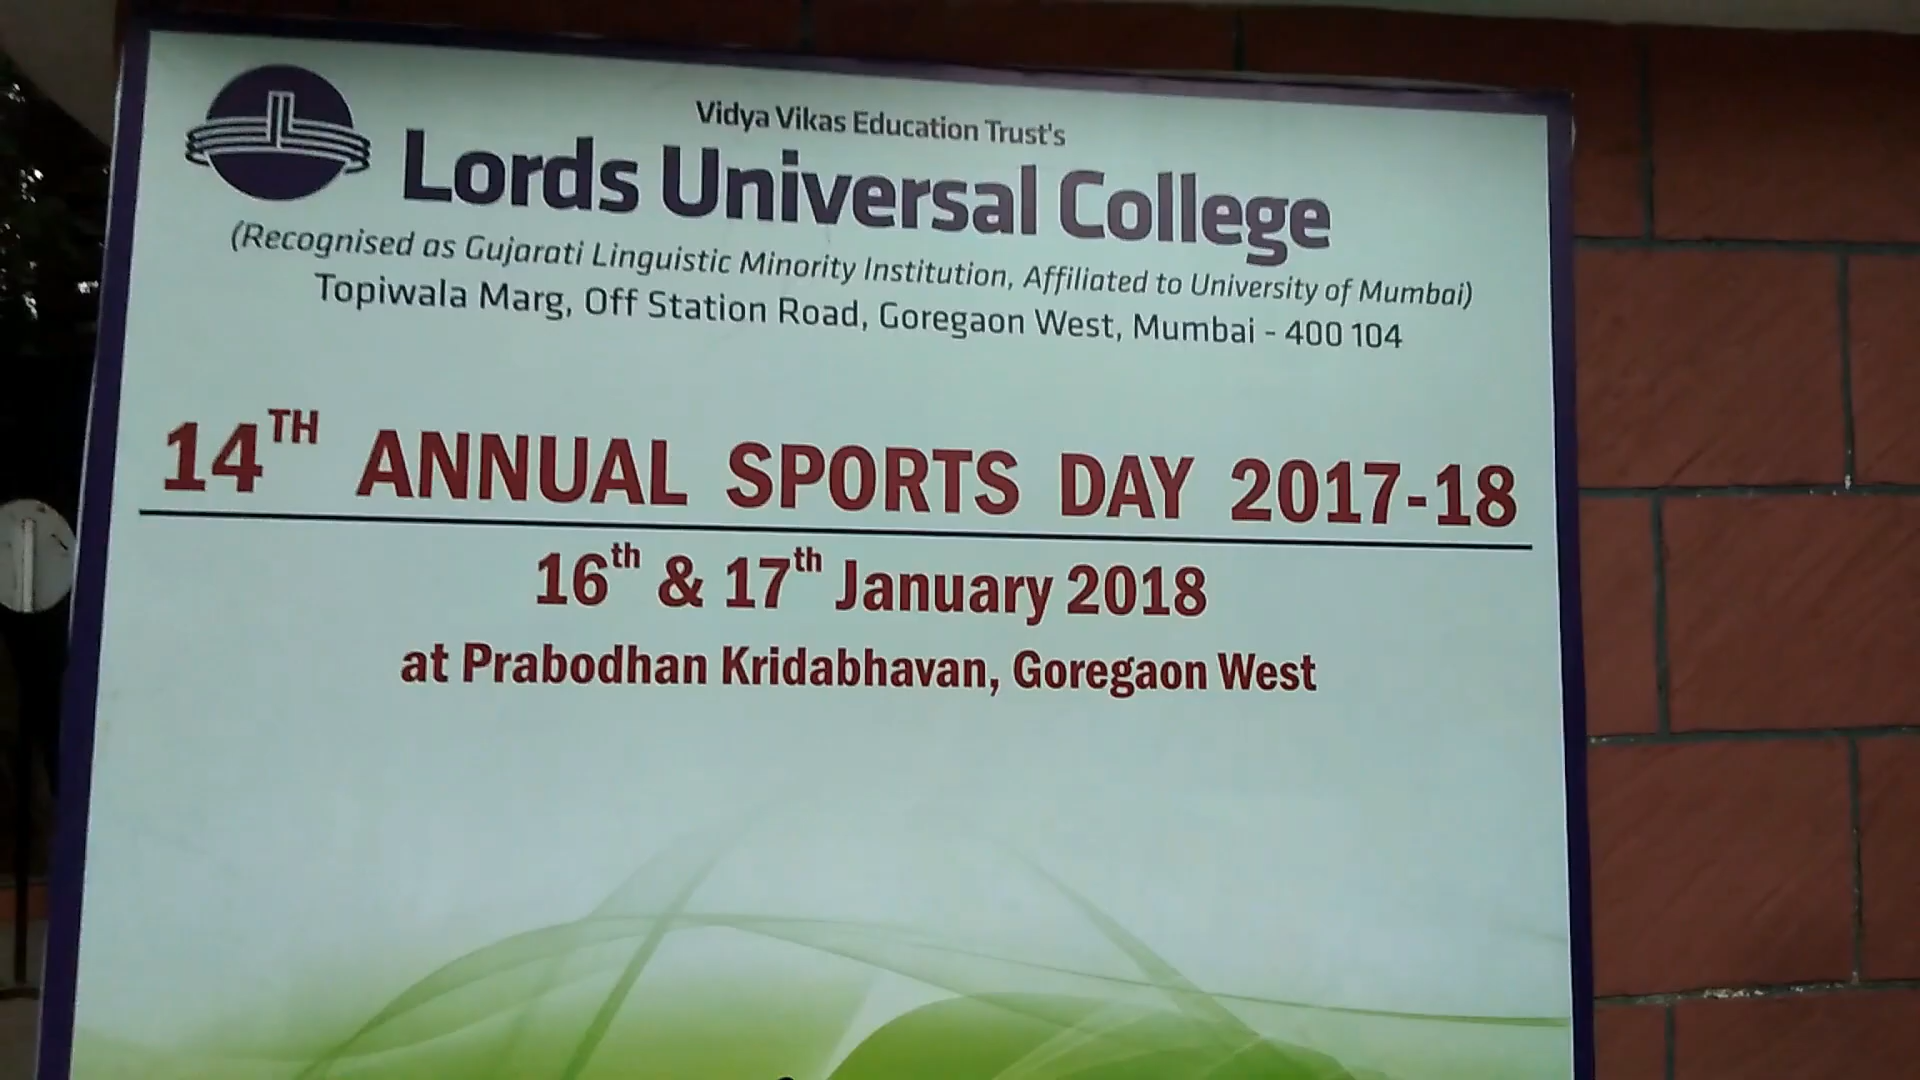 Vidya Vikas Education Trust's
Lords Universal College
(Recognised as Gujarati Linguistic Minority Institution, Affiliated to University of Mumbai)
Topiwala Marg, Off Station Road, Goregaon West, Mumbai - 400 104
14TH ANNUAL SPORTS DAY 2017-18
16th & 17th January 2018
at Prabodhan Kridabhavan, Goregaon West